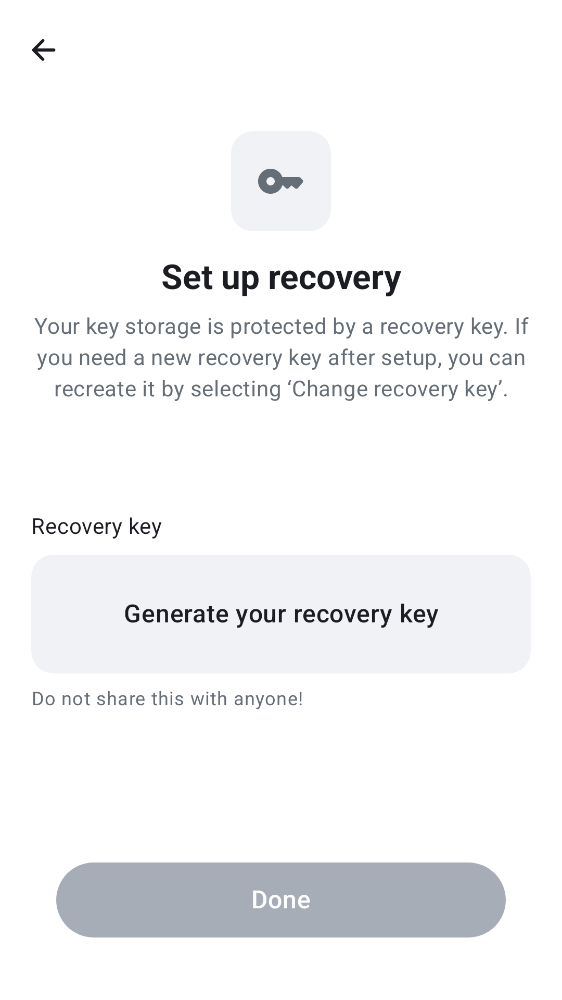 Set up recovery
Your key storage is protected by a recovery key. If
you need a new recovery key after setup, you can
recreate it by selecting ‘Change recovery key’.
Recovery key
Generate your recovery key
Do not share this with anyone!
Done